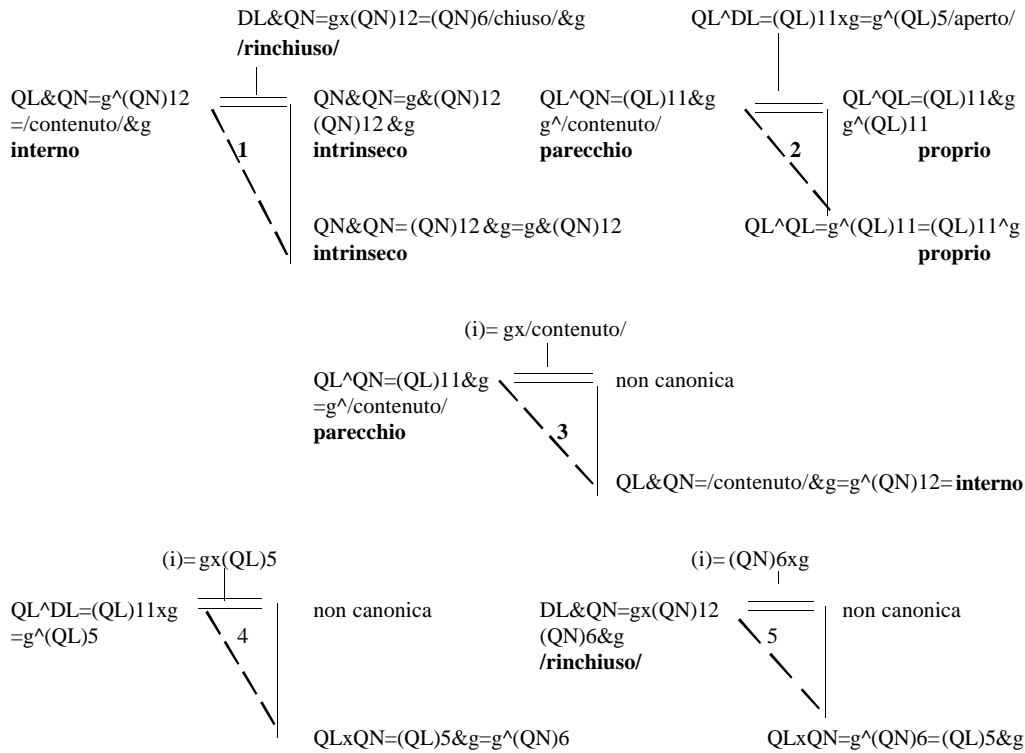 DL&QN=gx(QN)12=(QN)6/chiuso/&g
/rinchiuso/
QL^DL=(QL)11xg=g^(QL)5/aperto/
QL&QN=g^(QN)12
=/contenuto/&g
interno
1
QN&QN=g&(QN)12
(QN)12 &g
intrinseco
QL^QN=(QL)11&g
g^/contenuto/
parecchio
2
QL^QL=(QL)11&g
g^(QL)11
proprio
QN&QN= (QN)12 &g=g&(QN)12
intrinseco
QL^QL=g^(QL)11=(QL)11^g
proprio
(i)= gx/contenuto/
QL^QN=(QL)11&g
=g^/contenuto/
parecchio
3
non canonica
QL&QN=/contenuto/&g=g^(QN)12= interno
(i)= gx(QL)5
QL^DL=(QL)11xg
=g^(QL)5
4
non canonica
QLxQN=(QL)5&g=g^(QN)6
(i)= (QN)6xg
DL&QN=gx(QN)12
(QN)6&g
/rinchiuso/
5
non canonica
QLxQN=g^(QN)6=(QL)5&g